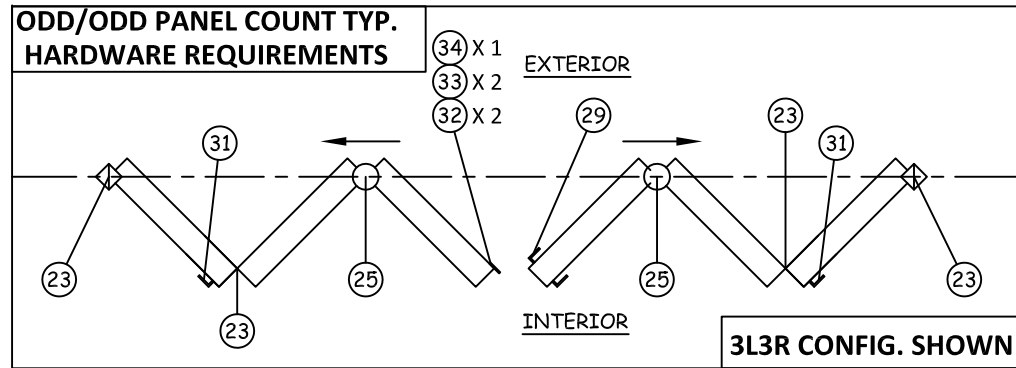 ODD/ODD PANEL COUNT TYP.
HARDWARE REQUIREMENTS
34 X 1
33 X 2
32 X 2
EXTERIOR
29
23
31
31
23
23
25
25
23
INTERIOR
3L3R CONFIG. SHOWN